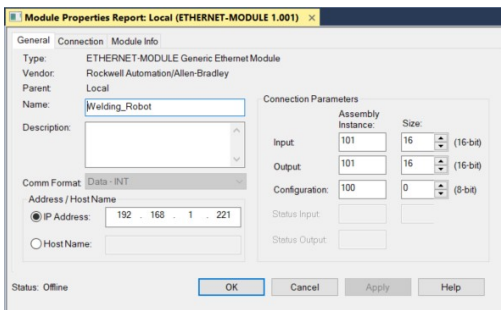 Module Properties Report: Local (ETHERNET-MODULE 1.001) ×
General Connection Module Info
Type: ETHERNET-MODULE Generic Ethernet Module
Vendor: Rockwell Automation/Allen-Bradley
Parent: Local
Name: Welding_Robot
Description:
Comm Format: Data - INT
Address / Host Name
IP Address: 192 . 168 . 1 . 221
Host Name:
Connection Parameters
Assembly Instance: Size:
Input: 101 16 (16-bit)
Output: 101 16 (16-bit)
Configuration: 100 0 (8-bit)
Status Input:
Status Output:
Status: Offline OK Cancel Apply Help